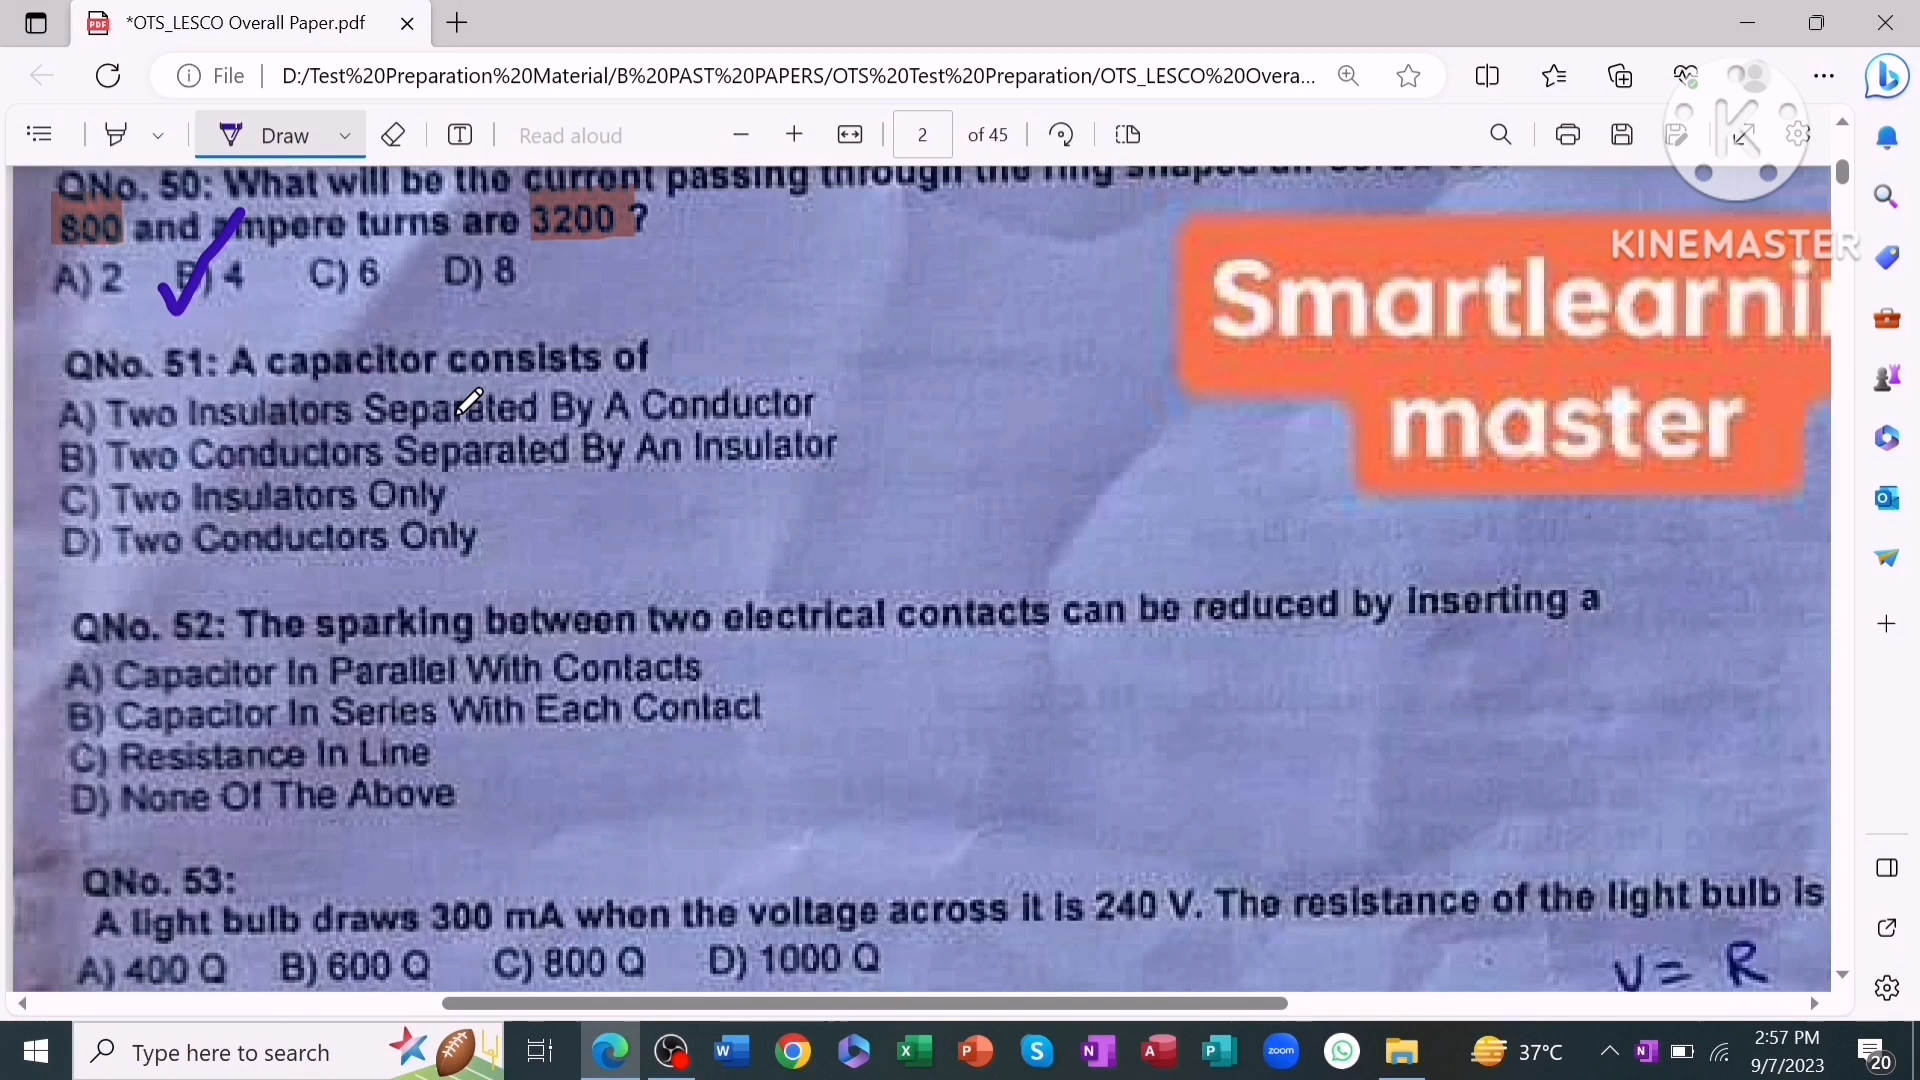 *OTS_LESCO Overall Paper.pdf
File
D:/Test%20Preparation%20Material/B%20PAST%20PAPERS/OTS%20Test%20Preparation/OTS_LESCO%20Overa...
Draw
Read aloud
2 of 45
KINEMASTER
QNo. 50: What will be the current passing through the ring shaped air
800 and ampere turns are 3200 ?
A) 2 B) 4 C) 6 D) 8
Smartlearni
master
QNo. 51: A capacitor consists of
A) Two Insulators Separated By A Conductor
B) Two Conductors Separated By An Insulator
C) Two Insulators Only
D) Two Conductors Only
QNo. 52: The sparking between two electrical contacts can be reduced by inserting a
A) Capacitor In Parallel With Contacts
B) Capacitor In Series With Each Contact
C) Resistance In Line
D) None Of The Above
QNo. 53:
A light bulb draws 300 mA when the voltage across it is 240 V. The resistance of the light bulb is
A) 400 Q B) 600 Q C) 800 Q D) 1000 Q
V= R
Type here to search
zoom
37°C
2:57 PM
9/7/2023
20